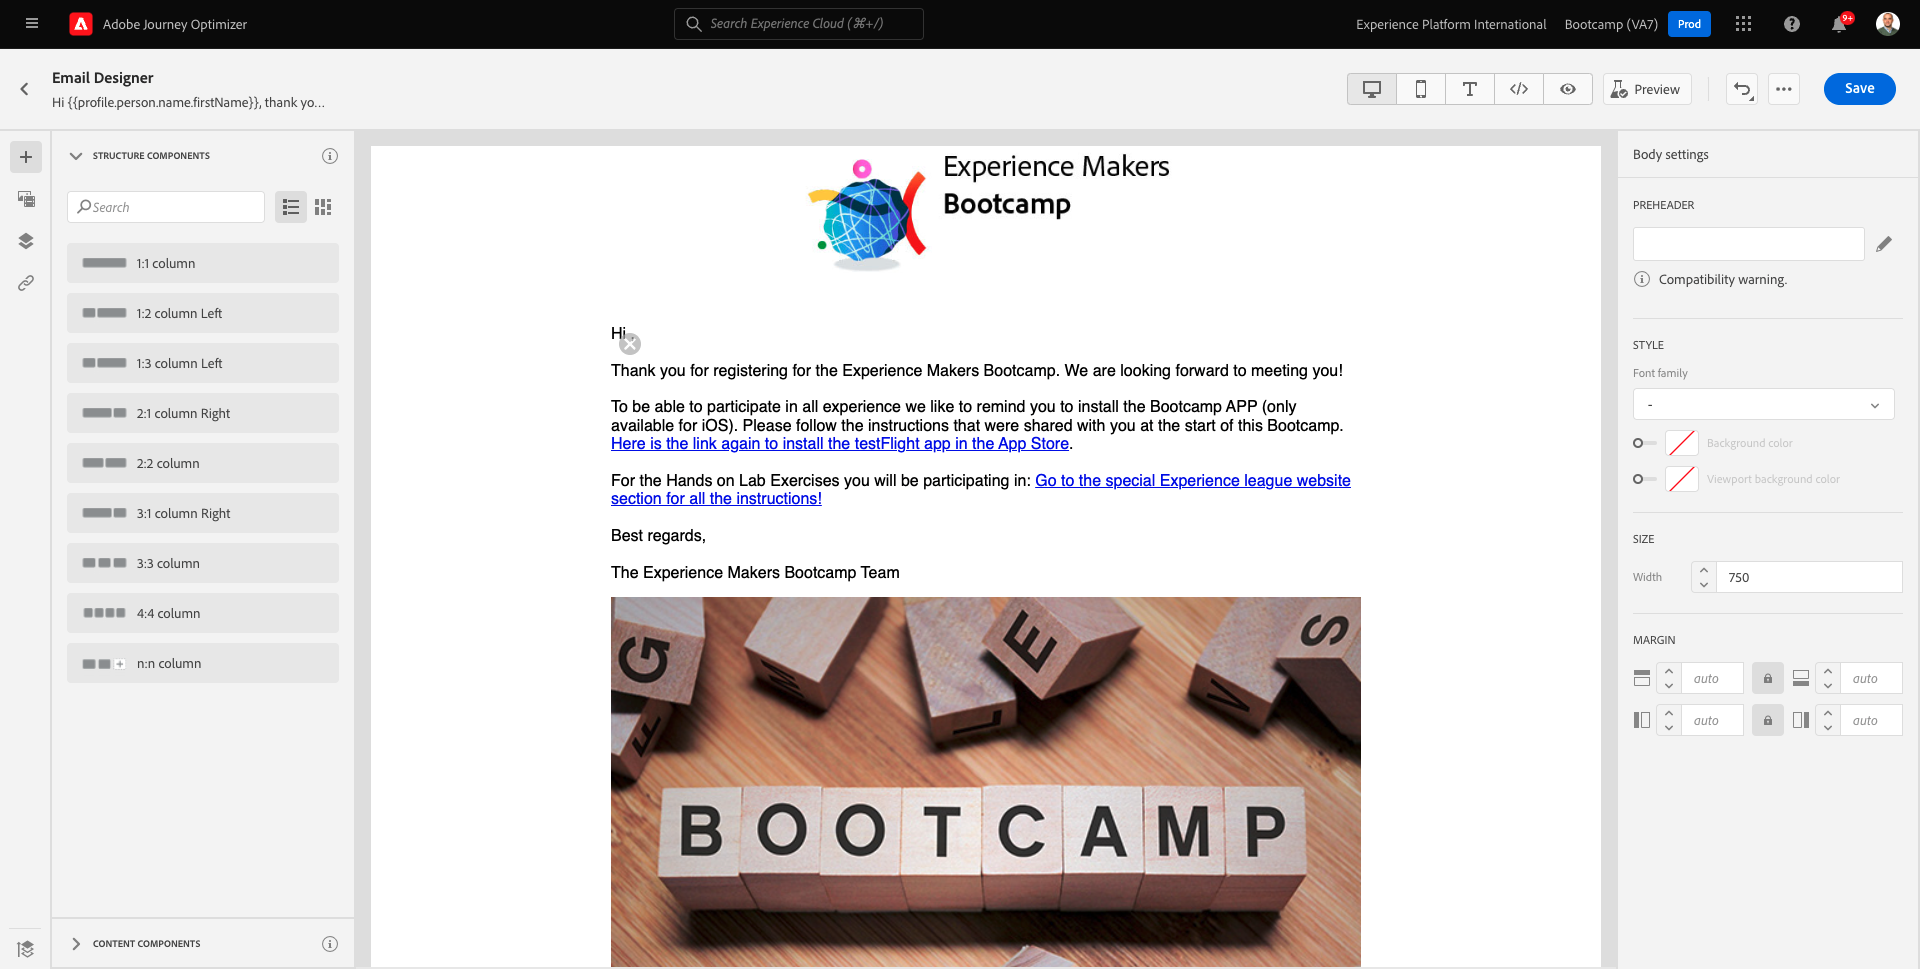 Adobe Journey Optimizer
Search Experience Cloud (⌘+/)
Experience Platform International
Bootcamp (VA7)
Prod
9+
Email Designer
Hi {{profile.person.name.firstName}}, thank yo...
Preview
Save
STRUCTURE COMPONENTS
Search
1:1 column
1:2 column Left
1:3 column Left
2:1 column Right
2:2 column
3:1 column Right
3:3 column
4:4 column
n:n column
CONTENT COMPONENTS
Experience Makers
Bootcamp
Hi
Thank you for registering for the Experience Makers Bootcamp. We are looking forward to meeting you!
To be able to participate in all experience we like to remind you to install the Bootcamp APP (only
available for iOS). Please follow the instructions that were shared with you at the start of this Bootcamp.
Here is the link again to install the testFlight app in the App Store.
For the Hands on Lab Exercises you will be participating in: Go to the special Experience league website
section for all the instructions!
Best regards,
The Experience Makers Bootcamp Team
G
F
M
L
E
V
S
BOOTCAMP
Body settings
PREHEADER
Compatibility warning.
STYLE
Font family
-
Background color
Viewport background color
SIZE
Width
750
MARGIN
auto
auto
auto
auto